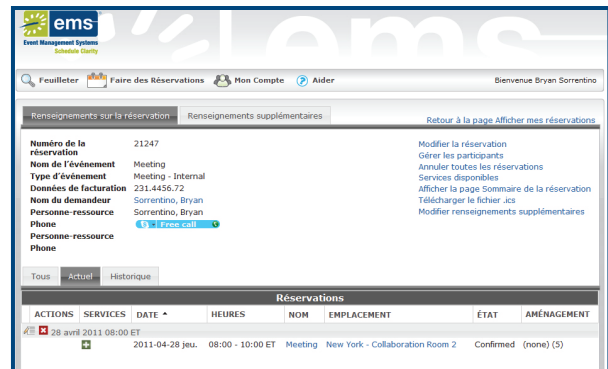 ems
Event Management Systems
Schedule Clarity
ems
Feuilleter Faire des Réservations Mon Compte Aider Bienvenue Bryan Sorrentino
Renseignements sur la réservation Renseignements supplémentaires Retour à la page Afficher mes réservations
Numéro de la réservation 21247
Nom de l'événement Meeting
Type d'événement Meeting - Internal
Données de facturation 231.4456.72
Nom du demandeur Sorrentino, Bryan
Personne-ressource Sorrentino, Bryan
Phone Free call
Personne-ressource
Phone
Modifier la réservation
Gérer les participants
Annuler toutes les réservations
Services disponibles
Afficher la page Sommaire de la réservation
Télécharger le fichier .ics
Modifier renseignements supplémentaires
Tous Actuel Historique
Réservations
ACTIONS SERVICES DATE HEURES NOM EMPLACEMENT ÉTAT AMÉNAGEMENT
28 avril 2011 08:00 ET
2011-04-28 jeu. 08:00 - 10:00 ET Meeting New York - Collaboration Room 2 Confirmed (none) (5)